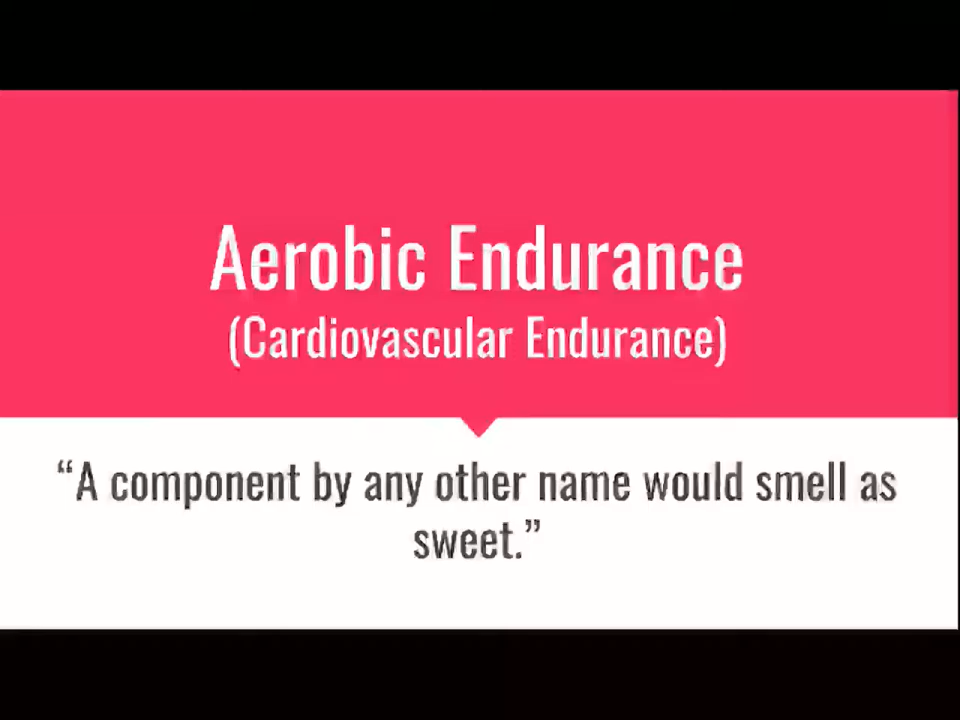 Aerobic Endurance
(Cardiovascular Endurance)
“A component by any other name would smell as
sweet.”